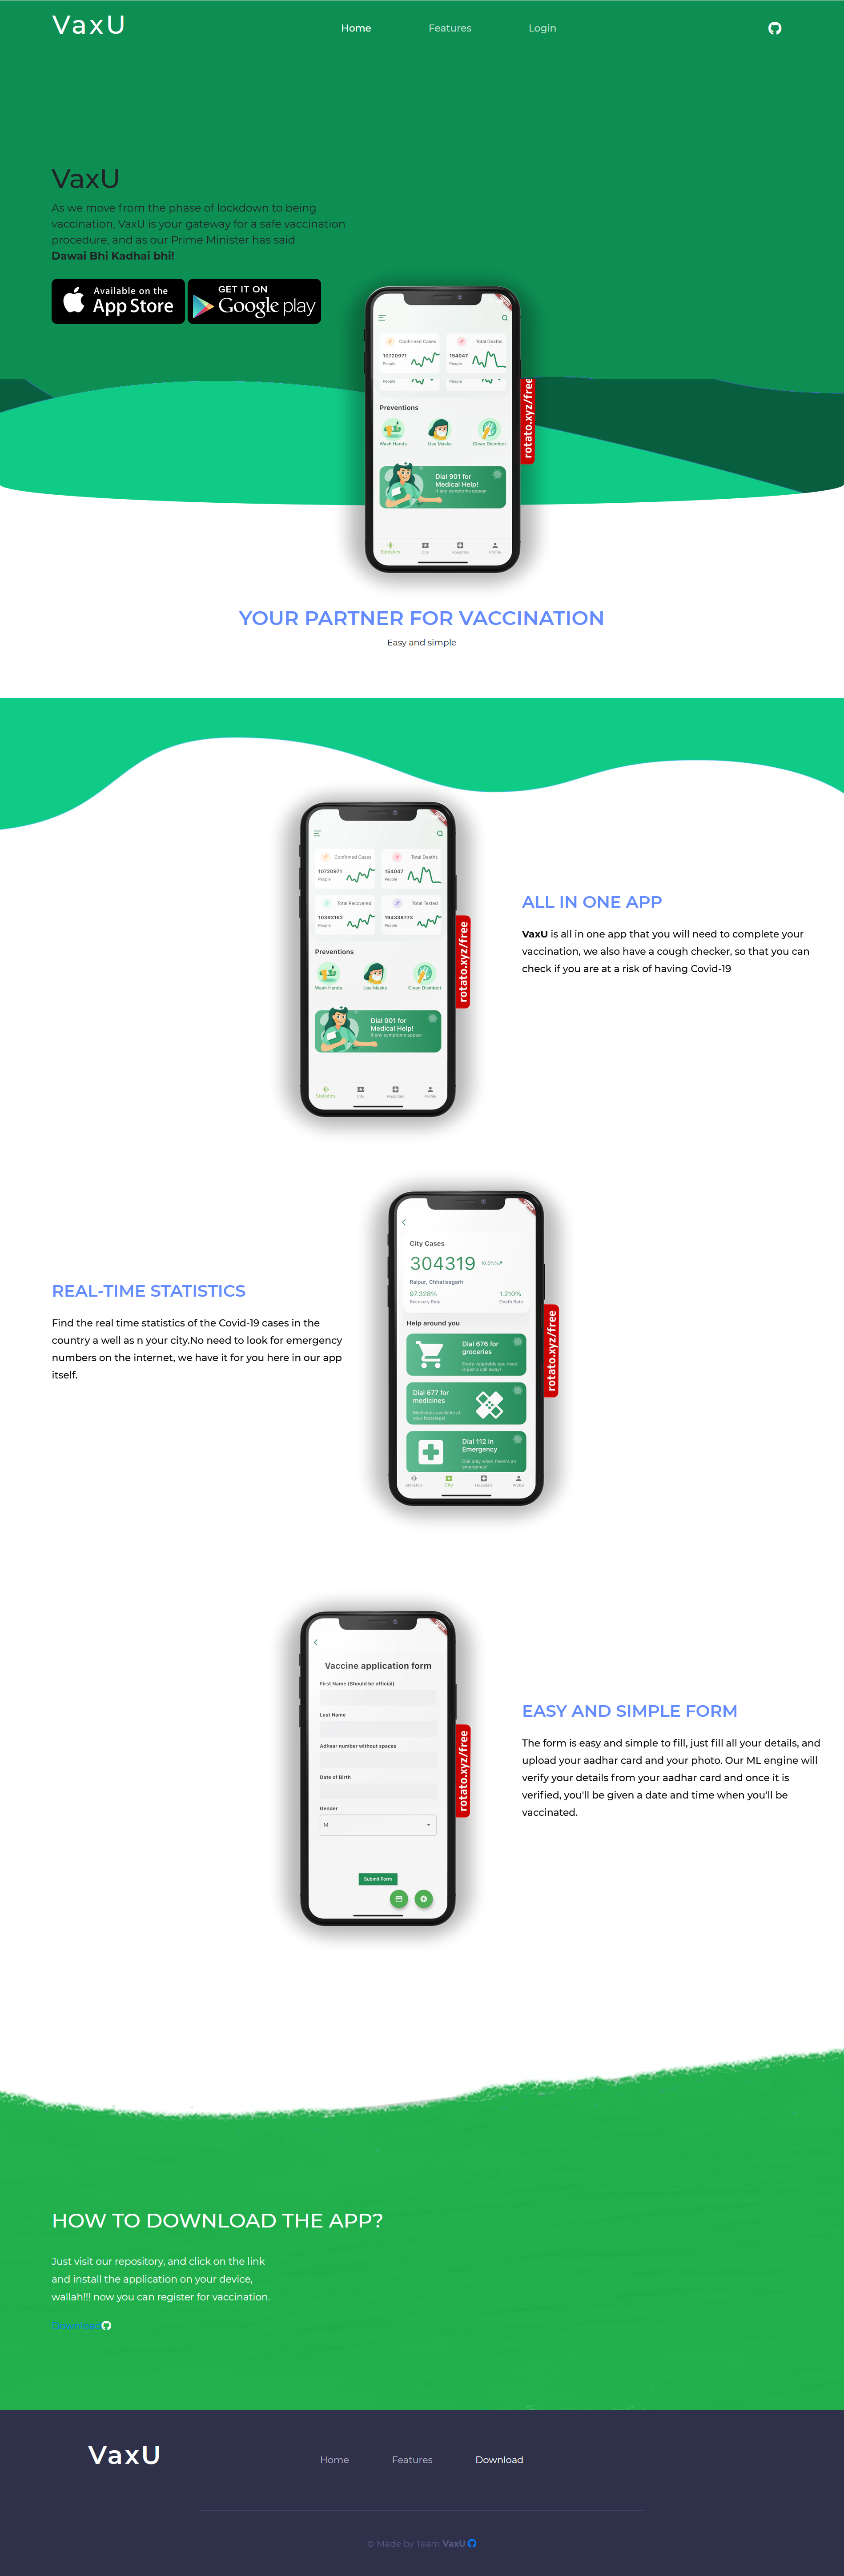 VaxU
Home
Features
Login
VaxU
As we move from the phase of lockdown to being
vaccination, VaxU is your gateway for a safe vaccination
procedure, and as our Prime Minister has said
Dawai Bhi Kadhai bhi!
Available on the
App Store
GET IT ON
Google play
Confirmed Cases
Total Deaths
10720971
154047
People
People
People
People
Preventions
Wash Hands
Use Masks
Clean Disinfect
Dial 901 for
Medical Help!
If any symptoms appear
Statistics
City
Hospitals
Profile
rotato.xyz/free
YOUR PARTNER FOR VACCINATION
Easy and simple
Confirmed Cases
Total Deaths
10720971
154047
People
People
Total Recovered
Total Tested
10393162
194338773
People
People
Preventions
Wash Hands
Use Masks
Clean Disinfect
Dial 901 for
Medical Help!
If any symptoms appear
Statistics
City
Hospitals
Profile
rotato.xyz/free
ALL IN ONE APP
VaxU is all in one app that you will need to complete your
vaccination, we also have a cough checker, so that you can
check if you are at a risk of having Covid-19
REAL-TIME STATISTICS
Find the real time statistics of the Covid-19 cases in the
country a well as n your city.No need to look for emergency
numbers on the internet, we have it for you here in our app
itself.
City Cases
304319
Raipur, Chhatissgarh
97.328%
1.210%
Recovery Rate
Death Rate
Help around you
Dial 676 for
groceries
Every vegetable you need
is just a call away!
Dial 677 for
medicines
Medicines available at
your footsteps!
Dial 112 in
Emergency
Dial only when there's an
emergency!
Statistics
City
Hospitals
Profile
rotato.xyz/free
Vaccine application form
First Name (Should be official)
Last Name
Adhaar number without spaces
Date of Birth
Gender
M
Submit Form
rotato.xyz/free
EASY AND SIMPLE FORM
The form is easy and simple to fill, just fill all your details, and
upload your aadhar card and your photo. Our ML engine will
verify your details from your aadhar card and once it is
verified, you'll be given a date and time when you'll be
vaccinated.
HOW TO DOWNLOAD THE APP?
Just visit our repository, and click on the link
and install the application on your device,
wallah!!! now you can register for vaccination.
Download
VaxU
Home
Features
Download
© Made by Team VaxU